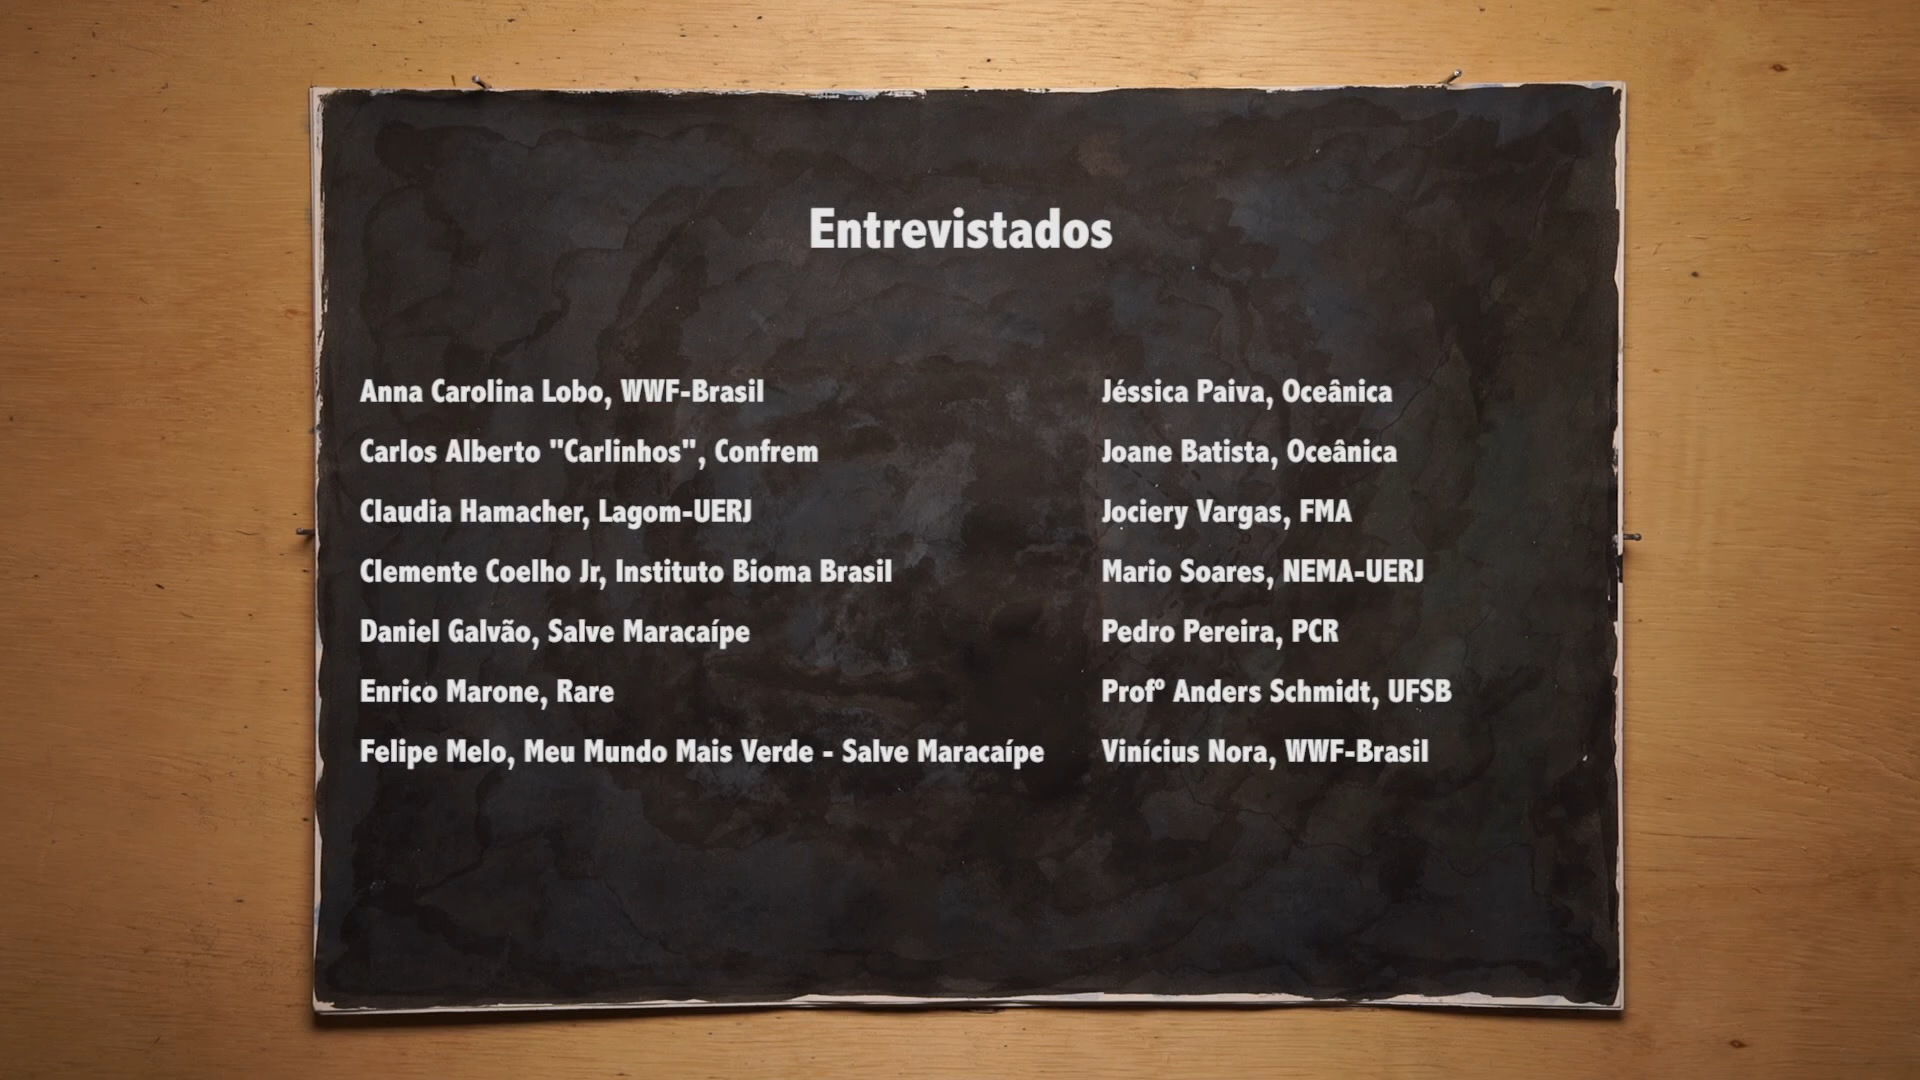 Entrevistados
Anna Carolina Lobo, WWF-Brasil
Carlos Alberto "Carlinhos", Confrem
Claudia Hamacher, Lagom-UERJ
Clemente Coelho Jr, Instituto Bioma Brasil
Daniel Galvão, Salve Maracaípe
Enrico Marone, Rare
Felipe Melo, Meu Mundo Mais Verde - Salve Maracaípe
Jéssica Paiva, Oceânica
Joane Batista, Oceânica
Jociery Vargas, FMA
Mario Soares, NEMA-UERJ
Pedro Pereira, PCR
Profº Anders Schmidt, UFSB
Vinícius Nora, WWF-Brasil